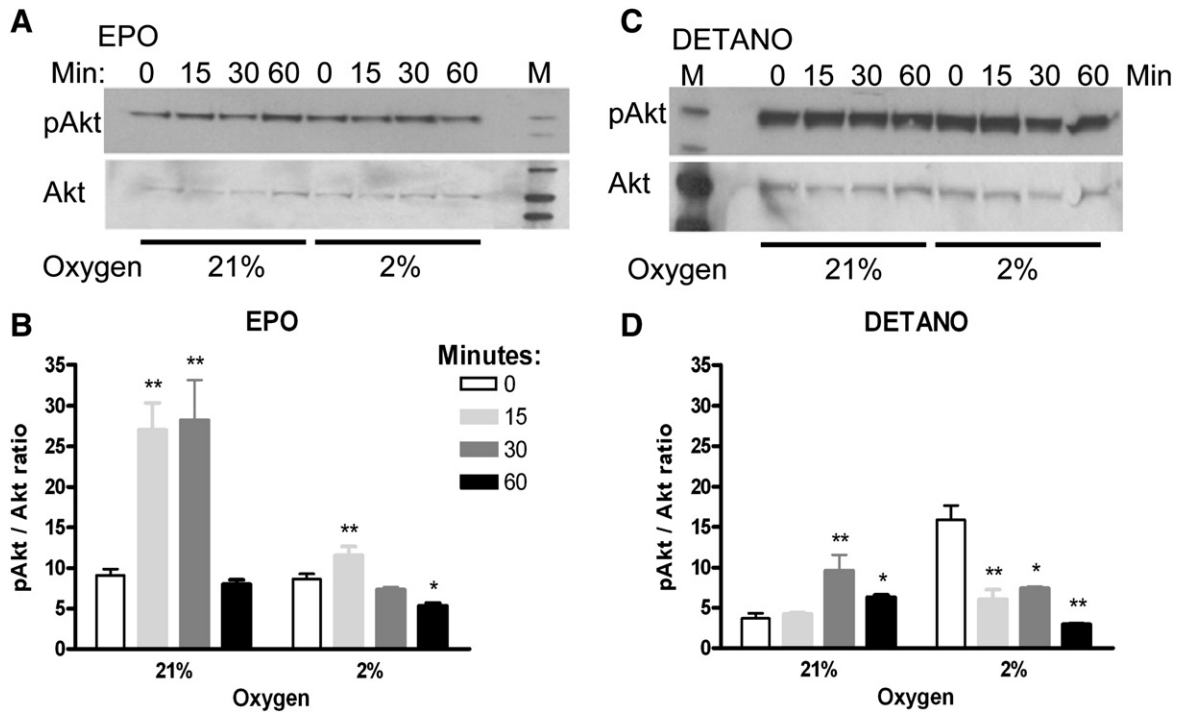 A
EPO
Min: 0 15 30 60 0 15 30 60 M
pAkt
Akt
Oxygen 21% 2%
C
DETANO
M 0 15 30 60 0 15 30 60 Min
pAkt
Akt
Oxygen 21% 2%
B
EPO
Minutes:
0
15
30
60
pAkt / Akt ratio
35
30
25
20
15
10
5
0
** ** ** *
21% 2%
Oxygen
D
DETANO
pAkt / Akt ratio
35
30
25
20
15
10
5
0
** * ** * **
21% 2%
Oxygen